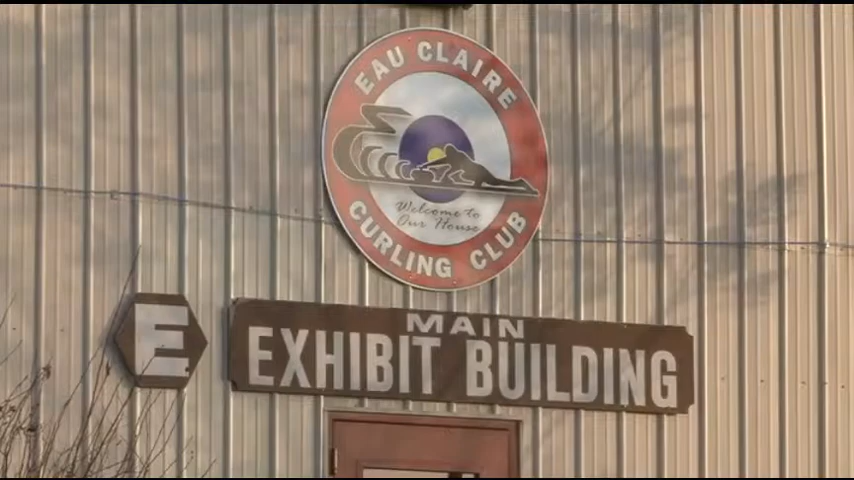 EAU CLAIRE
Welcome to
Our House
CURLING CLUB
E
MAIN
EXHIBIT BUILDING